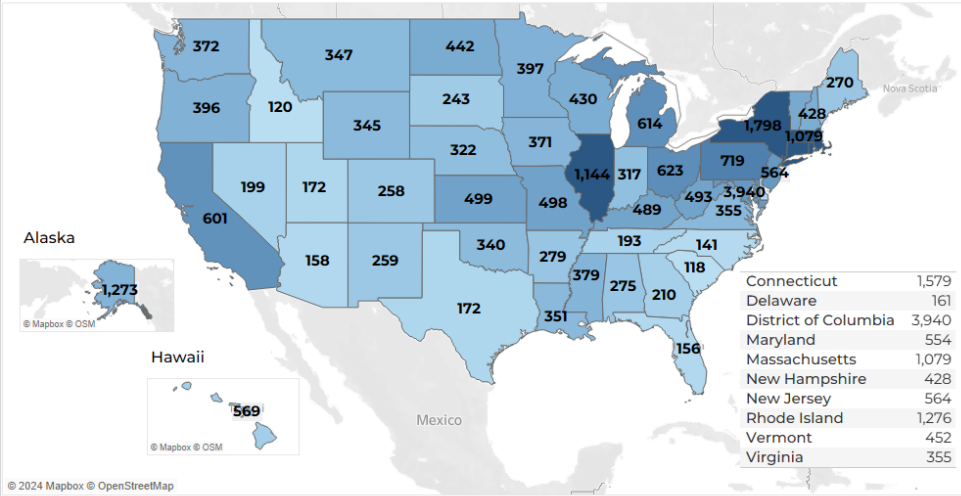 372
347
442
397
270
Nova Scotia
396
120
243
430
428
345
614
1,798
1,079
322
371
719
199
172
258
1,144
317
623
564
499
498
493
3,940
489
355
601
Alaska
340
193
141
158
259
279
118
1,273
379
275
210
172
351
© Mapbox © OSM
156
Hawaii
569
Mexico
© Mapbox © OSM
Connecticut 1,579
Delaware 161
District of Columbia 3,940
Maryland 554
Massachusetts 1,079
New Hampshire 428
New Jersey 564
Rhode Island 1,276
Vermont 452
Virginia 355
© 2024 Mapbox © OpenStreetMap